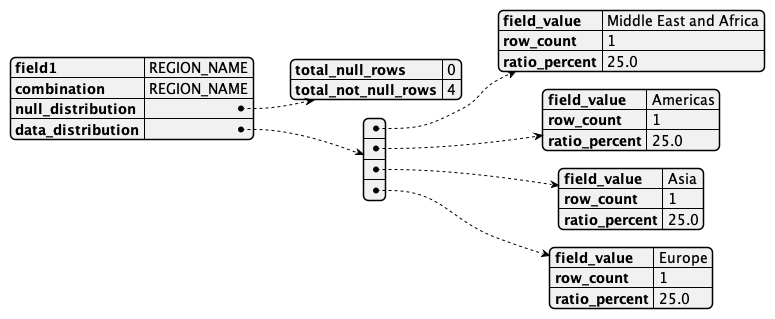 field1 REGION_NAME
combination REGION_NAME
null_distribution
data_distribution
total_null_rows 0
total_not_null_rows 4
field_value Middle East and Africa
row_count 1
ratio_percent 25.0
field_value Americas
row_count 1
ratio_percent 25.0
field_value Asia
row_count 1
ratio_percent 25.0
field_value Europe
row_count 1
ratio_percent 25.0